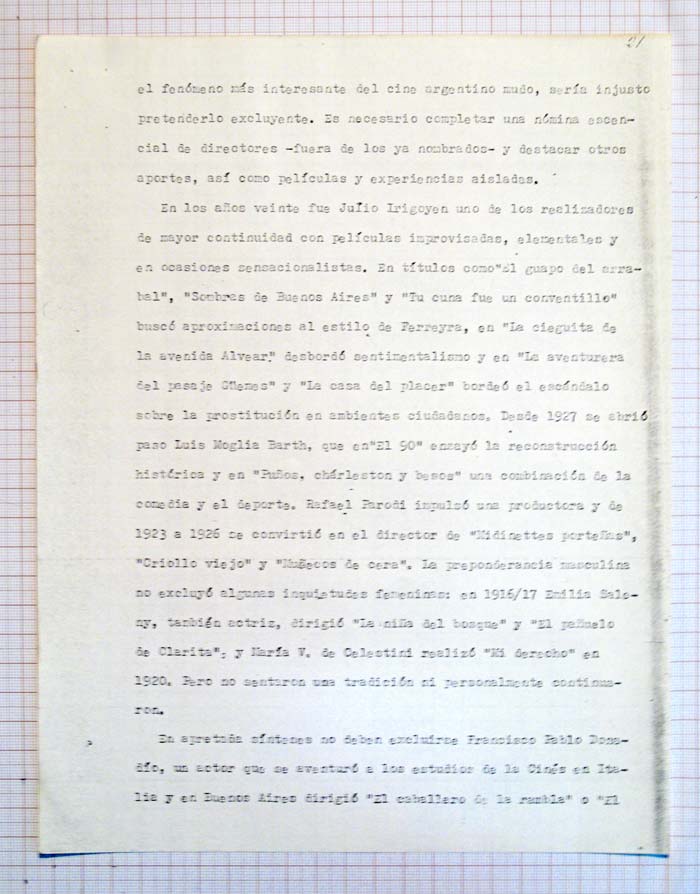 21
el fenómeno más interesante del cine argentino mudo, sería injusto
pretenderlo excluyente. Es necesario completar una nómina esen-
cial de directores -fuera de los ya nombrados- y destacar otros
aportes, así como películas y experiencias aisladas.
En los años veinte fue Julio Irigoyen uno de los realizadores
de mayor continuidad con películas improvisadas, elementales y
en ocasiones sensacionalistas. En títulos como"El guapo del arra-
bal", "Sombras de Buenos Aires" y "Tu cuna fue un conventillo"
buscó aproximaciones al estilo de Ferreyra, en "La cieguita de
la avenida Alvear" desbordó sentimentalismo y en "La aventurera
del pasaje Güemes" y "La casa del placer" bordeó el escándalo
sobre la prostitución en ambientes ciudadanos. Desde 1927 se abrió
paso Luis Moglia Barth, que en"El 90" ensayó la reconstrucción
histórica y en "Puños, chárleston y besos" una combinación de la
comedia y el deporte. Rafael Parodi impulsó una productora y de
1923 a 1926 se convirtió en el director de "Midinettes porteñas",
"Criollo viejo" y "Muñecos de cera". La preponderancia masculina
no excluyó algunas inquietudes femeninas: en 1916/17 Emilia Sale-
ny, también actriz, dirigió "La niña del bosque" y "El pañuelo
de Clarita", y María V. de Celestini realizó "Mi derecho" en
1920. Pero no sentaron una tradición ni personalmente continua-
ron.
En apretada síntesis no deben excluirse Francisco Pablo Dona-
dío, un actor que se aventuró a los estudios de la Cinés en Ita-
lia y en Buenos Aires dirigió "El caballero de la rambla" o "El